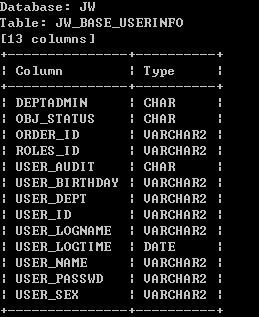 Database: JW
Table: JW_BASE_USERINFO
[13 columns]
+---------------+----------+
¦ Column        ¦ Type     ¦
+---------------+----------+
¦ DEPTADMIN     ¦ CHAR     ¦
¦ OBJ_STATUS    ¦ CHAR     ¦
¦ ORDER_ID      ¦ VARCHAR2 ¦
¦ ROLES_ID      ¦ VARCHAR2 ¦
¦ USER_AUDIT    ¦ CHAR     ¦
¦ USER_BIRTHDAY ¦ VARCHAR2 ¦
¦ USER_DEPT     ¦ VARCHAR2 ¦
¦ USER_ID       ¦ VARCHAR2 ¦
¦ USER_LOGNAME  ¦ VARCHAR2 ¦
¦ USER_LOGTIME  ¦ DATE     ¦
¦ USER_NAME     ¦ VARCHAR2 ¦
¦ USER_PASSWD   ¦ VARCHAR2 ¦
¦ USER_SEX      ¦ VARCHAR2 ¦
+---------------+----------+